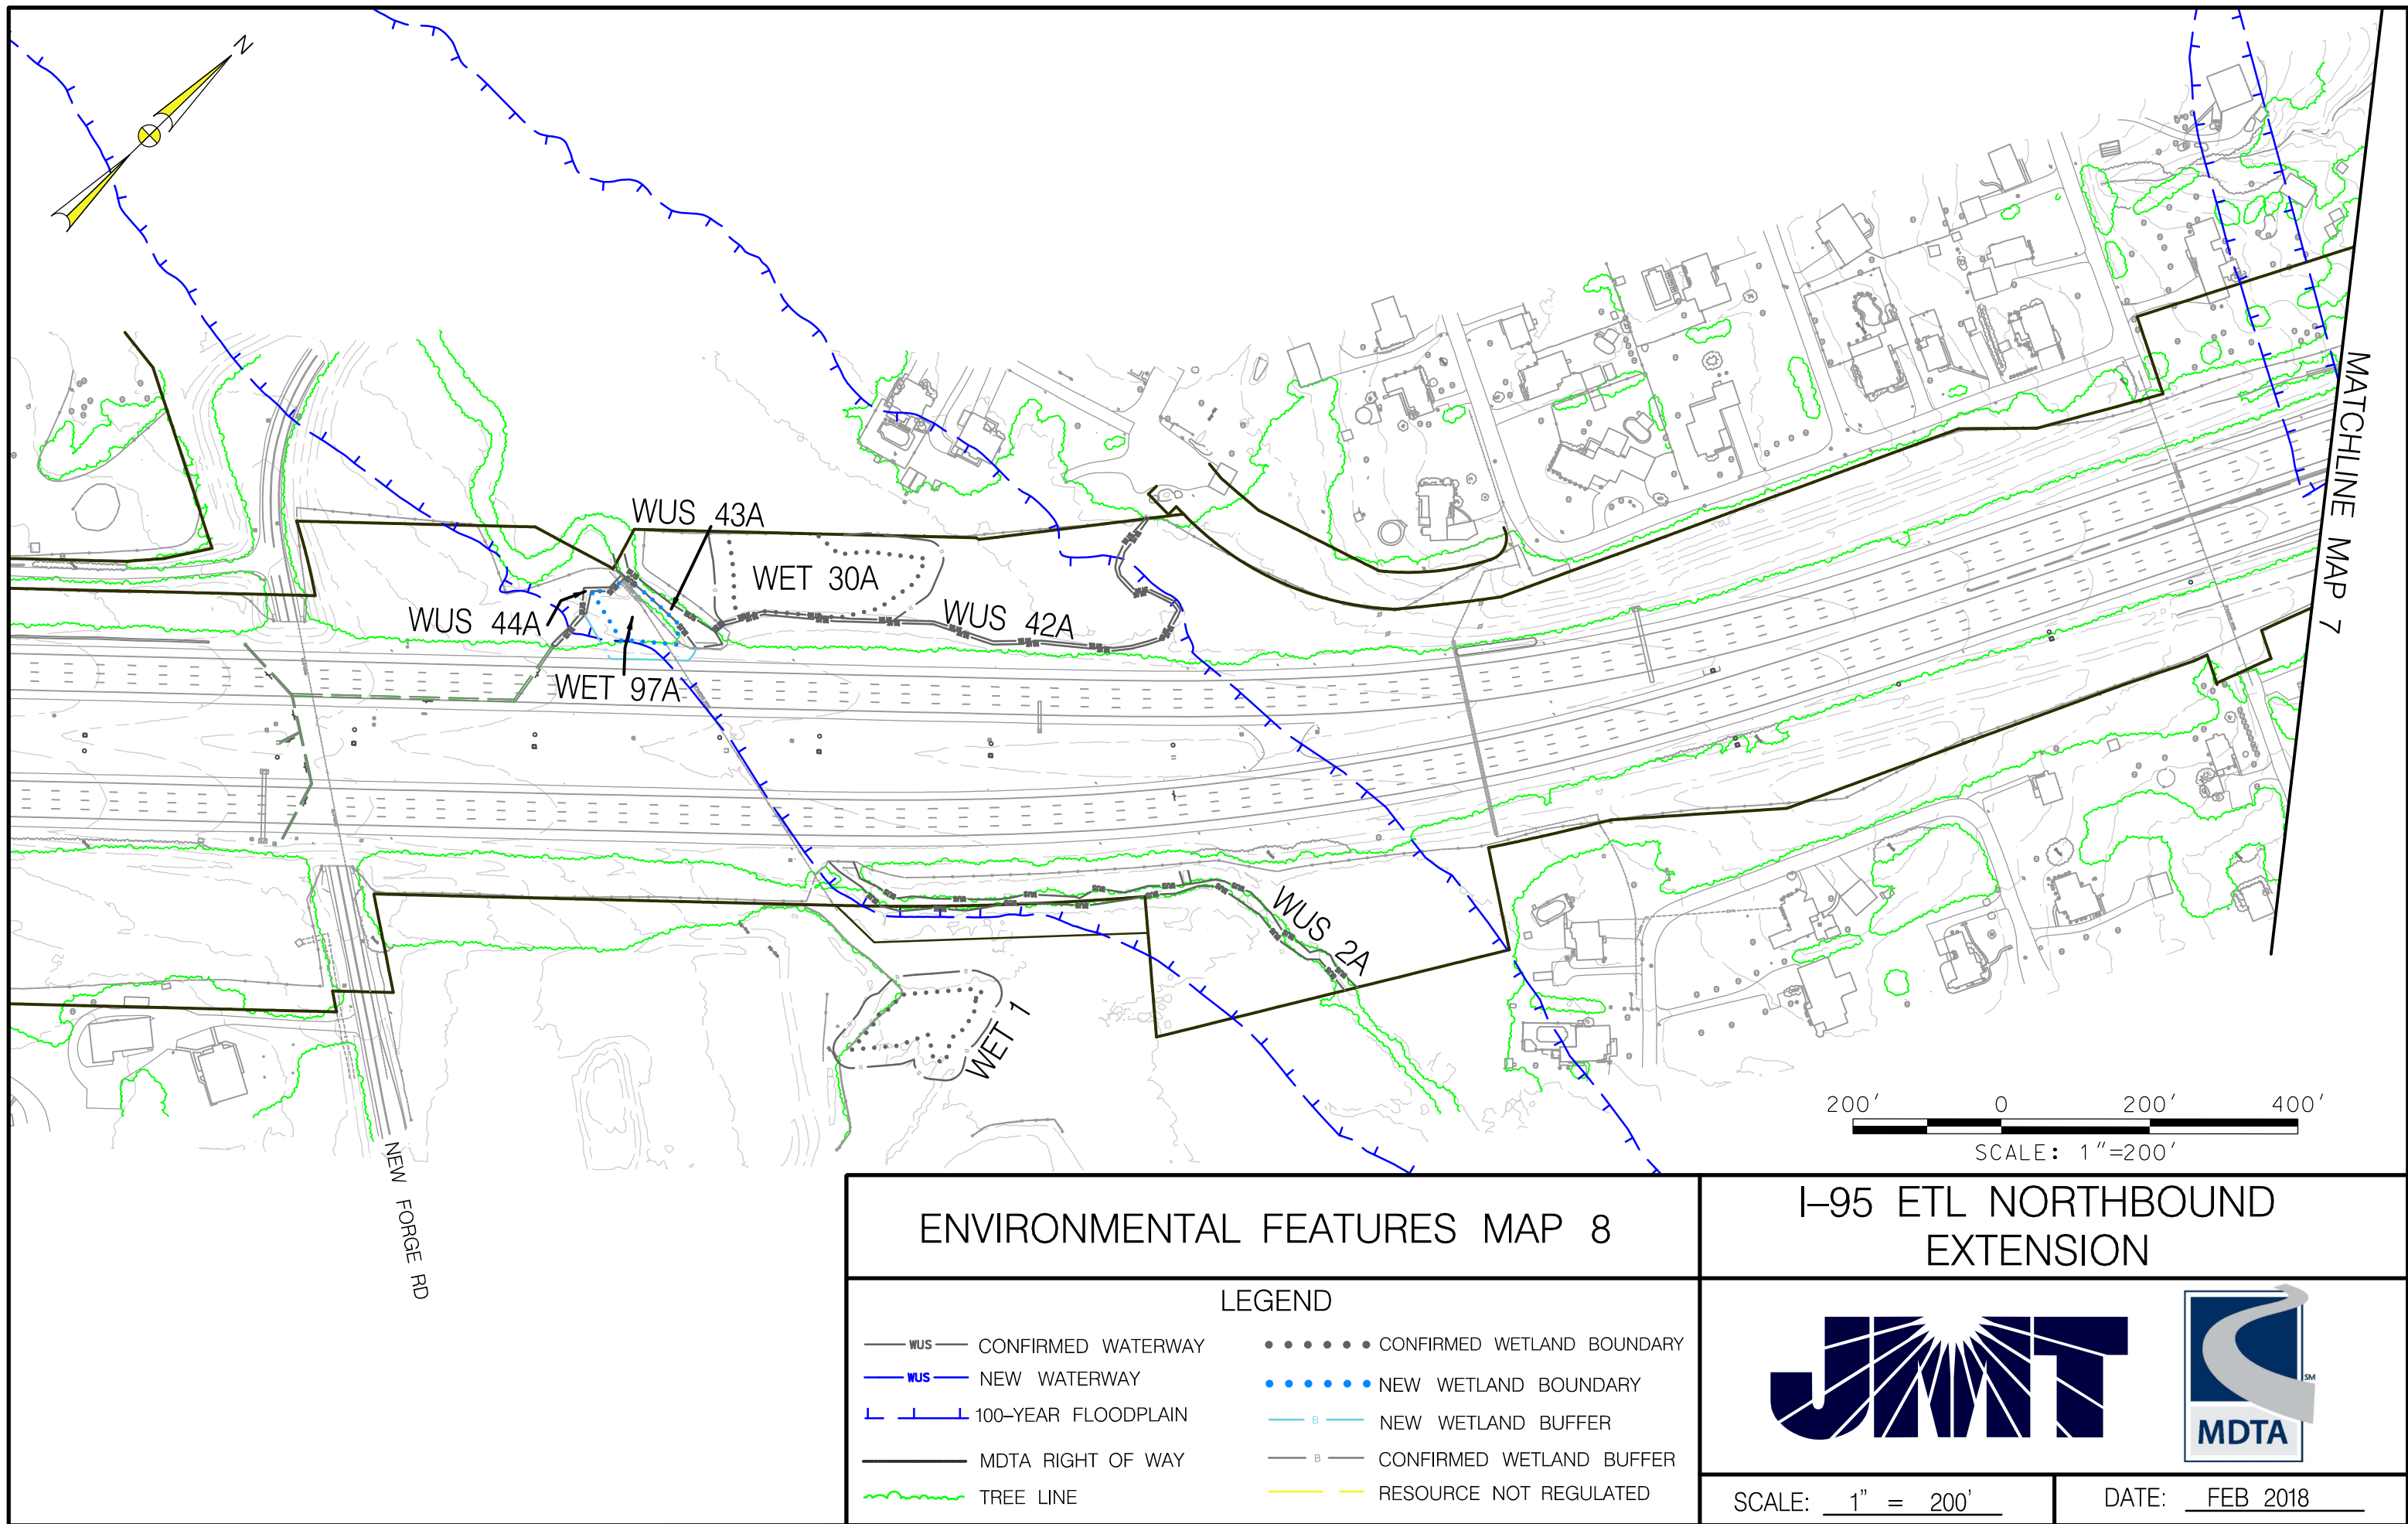 N
MATCHLINE MAP 7
WUS 43A
WET 30A
WUS 44A
WUS 42A
WET 97A
WUS 2A
WET 1
NEW FORGE RD
200' 0 200' 400'
SCALE: 1"=200'
ENVIRONMENTAL FEATURES MAP 8
I-95 ETL NORTHBOUND
EXTENSION
LEGEND
WUS CONFIRMED WATERWAY
WUS NEW WATERWAY
100-YEAR FLOODPLAIN
MDTA RIGHT OF WAY
TREE LINE
CONFIRMED WETLAND BOUNDARY
NEW WETLAND BOUNDARY
B NEW WETLAND BUFFER
B CONFIRMED WETLAND BUFFER
RESOURCE NOT REGULATED
JMT
SM
MDTA
SCALE: 1" = 200'
DATE: FEB 2018